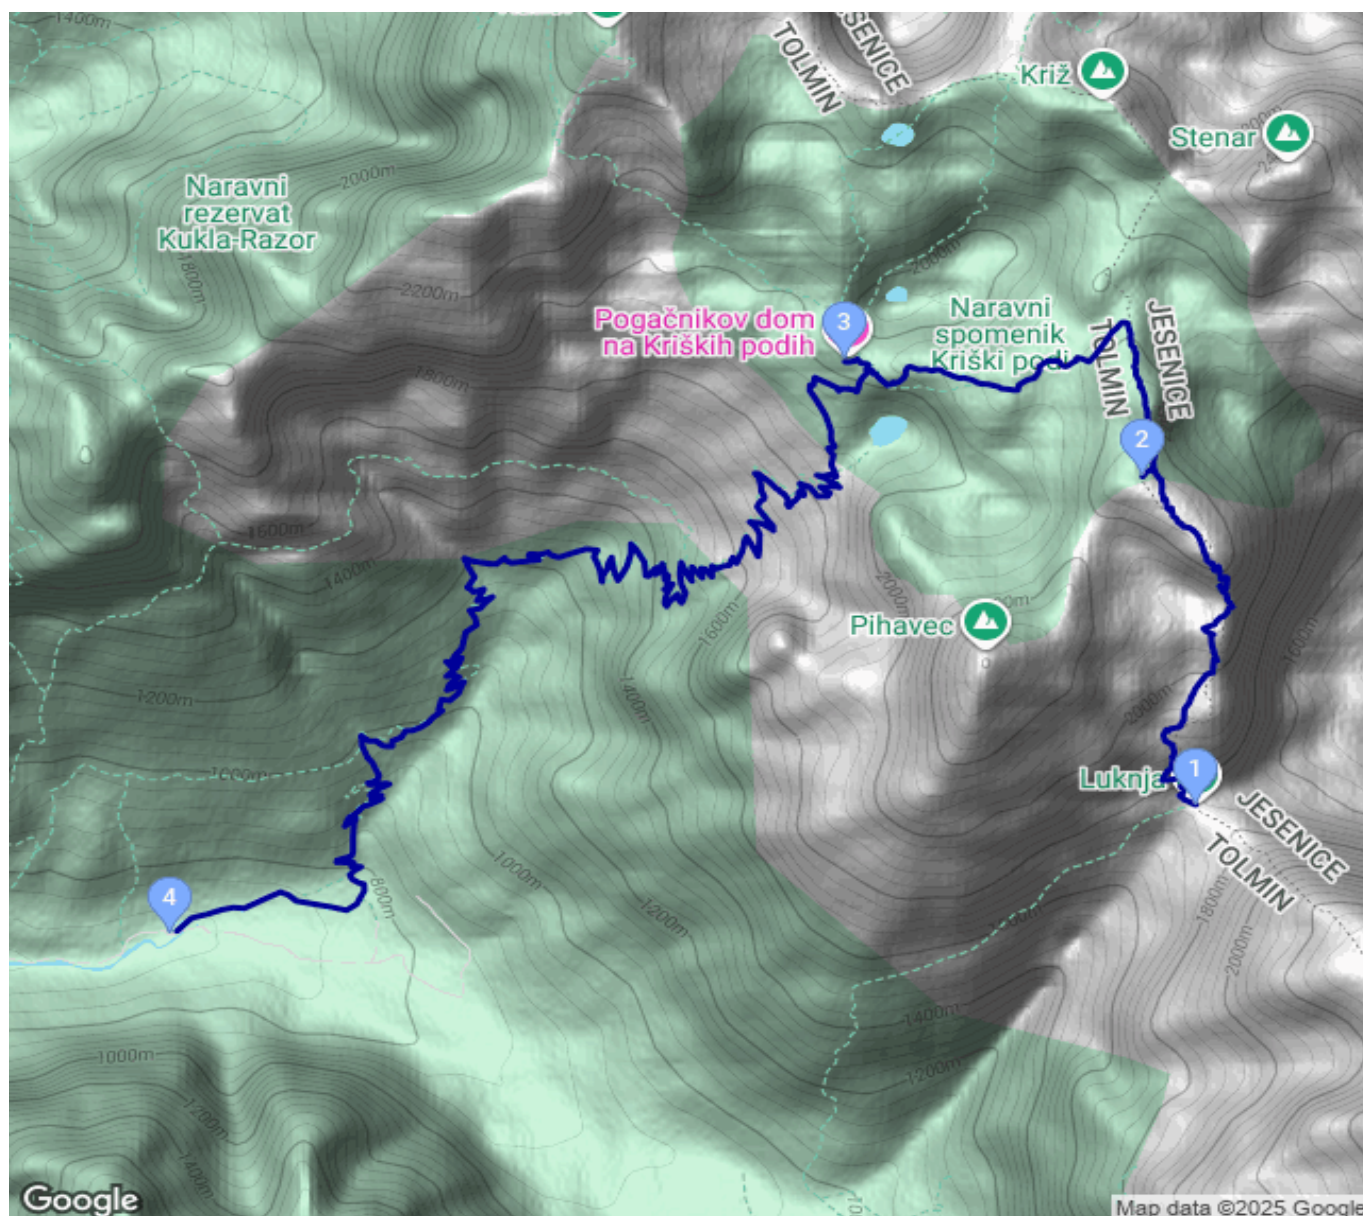 1400m
JESENICE
TOLMIN
Križ
Stenar
2000m
Naravni
rezervat
Kukla-Razor
1800m
2000m
2200m
Pogačnikov dom
na Kriških podih
3
Naravni
spomenik
Kriški podi
TOLMIN
JESENICE
1800m
2
1600m
1400m
2000m
Pihavec
1600m
1600m
1400m
1200m
2000m
1000m
Luknja
1
JESENICE
TOLMIN
1000m
800m
4
1200m
1800m
2000m
1400m
1000m
1200m
1200m
1400m
Google
Map data ©2025 Google